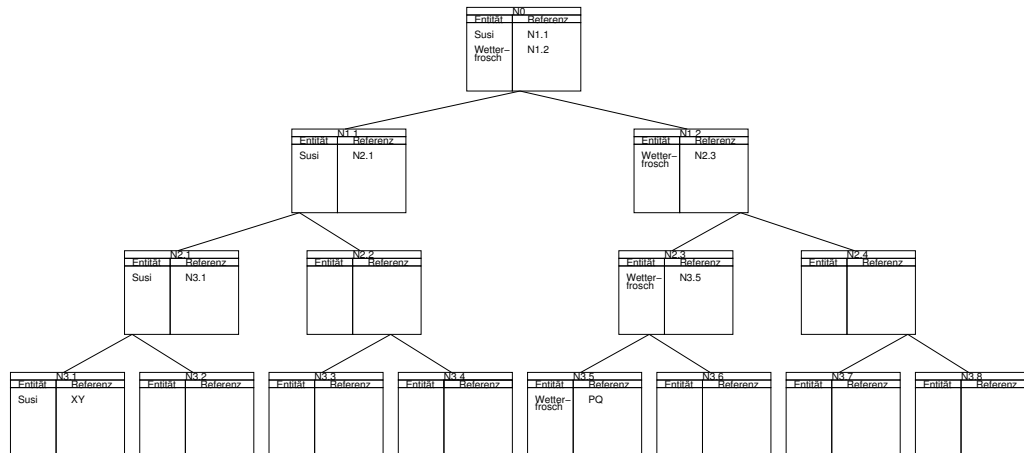 N0
Entität Referenz
Susi N1.1
Wetter– N1.2
frosch
N1.1 N1.2
Entität Referenz Entität Referenz
Susi N2.1 Wetter– N2.3
frosch
N2.1 N2.2 N2.3 N2.4
Entität Referenz Entität Referenz Entität Referenz Entität Referenz
Susi N3.1 Wetter– N3.5
frosch
N3.1 N3.2 N3.3 N3.4 N3.5 N3.6 N3.7 N3.8
Entität Referenz Entität Referenz Entität Referenz Entität Referenz Entität Referenz Entität Referenz Entität Referenz Entität Referenz
Susi XY Wetter– PQ
frosch